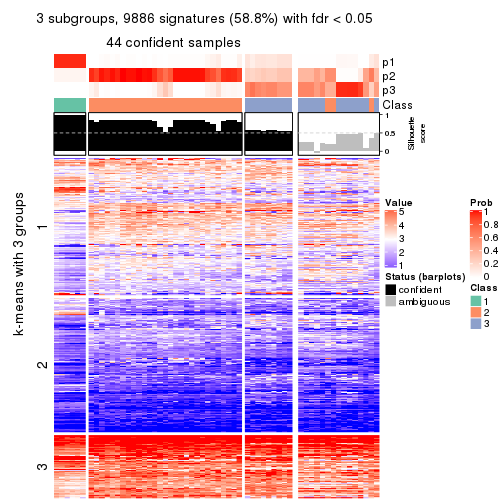 3 subgroups, 9886 signatures (58.8%) with fdr < 0.05
44 confident samples
p1
p2
p3
Class
1
0.5
0
Silhouette
score
k-means with 3 groups
1
2
3
Value
5
4
3
2
1
Status (barplots)
confident
ambiguous
Prob
1
0.8
0.6
0.4
0.2
0
Class
1
2
3